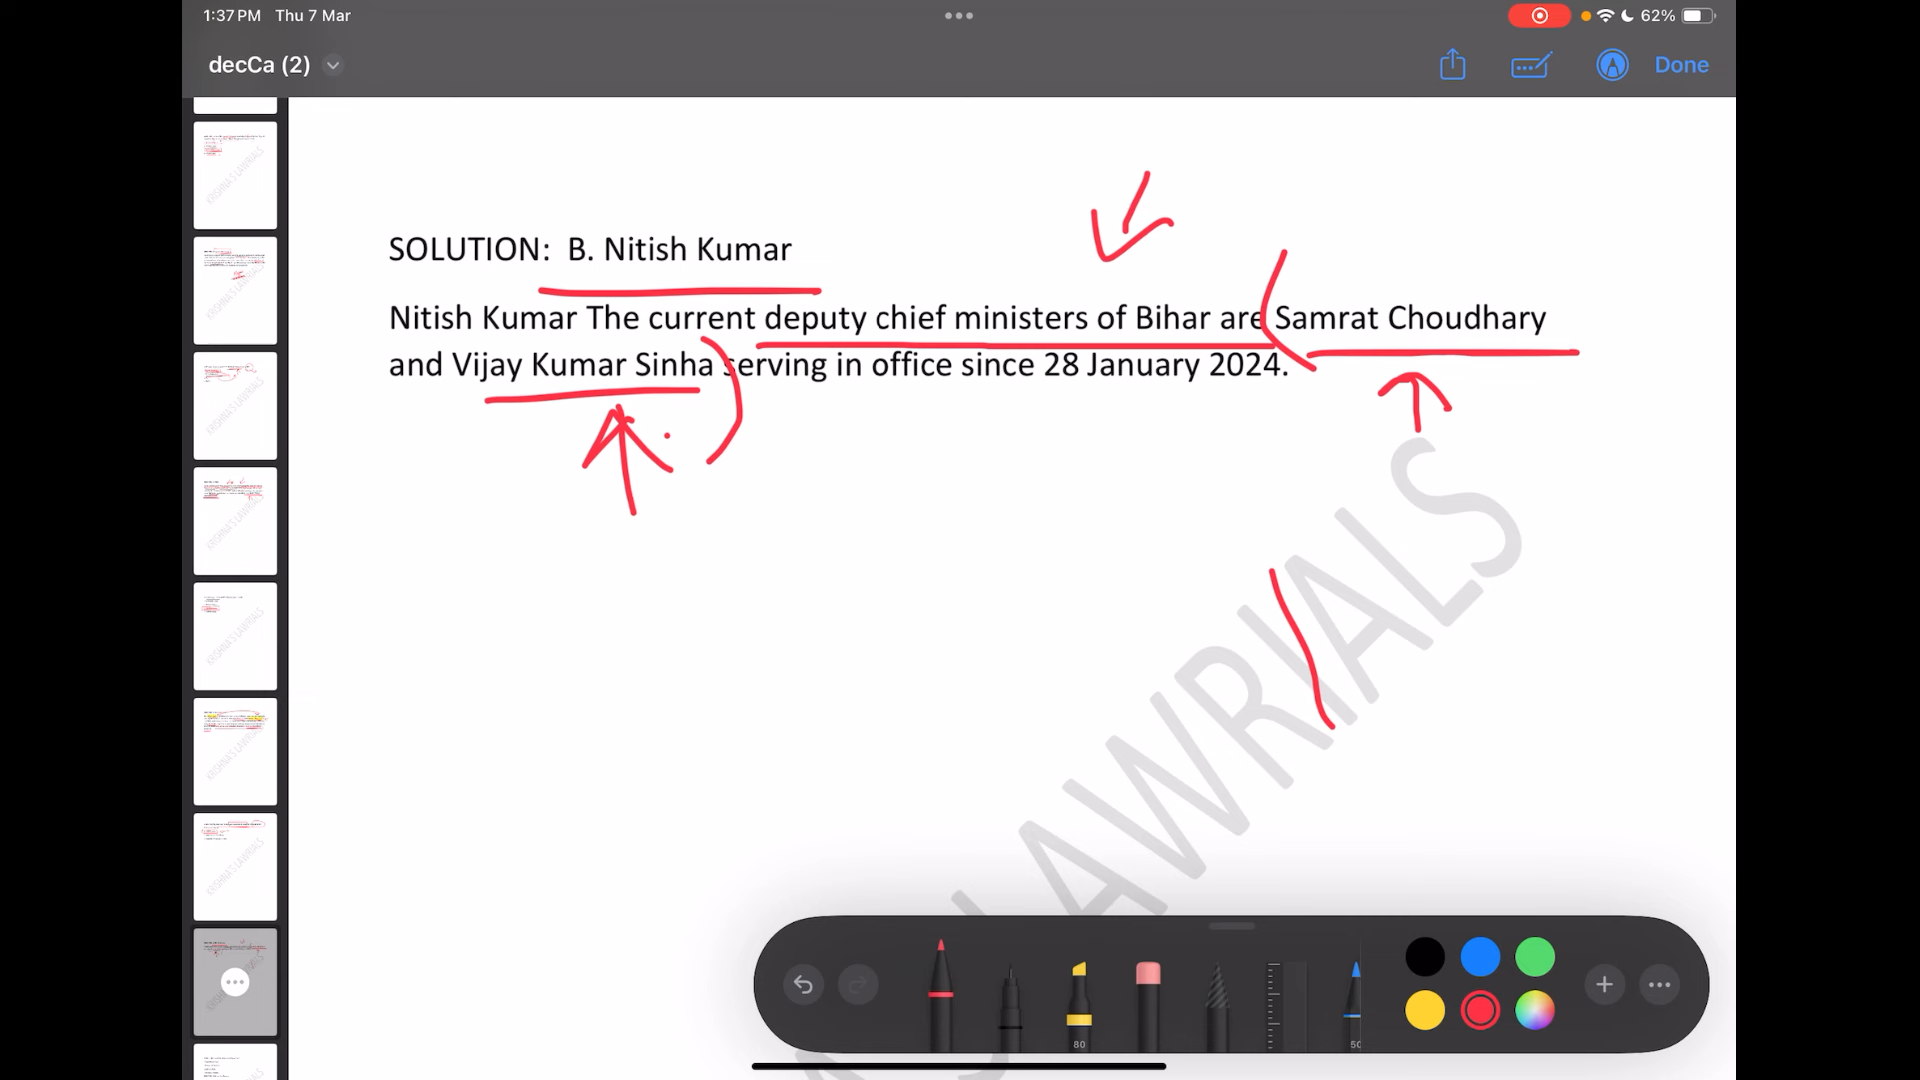 1:37 PM Thu 7 Mar
62%
decCa (2)
Done
SOLUTION: B. Nitish Kumar
Nitish Kumar The current deputy chief ministers of Bihar are Samrat Choudhary
and Vijay Kumar Sinha serving in office since 28 January 2024.
LAWRIALS
80
50